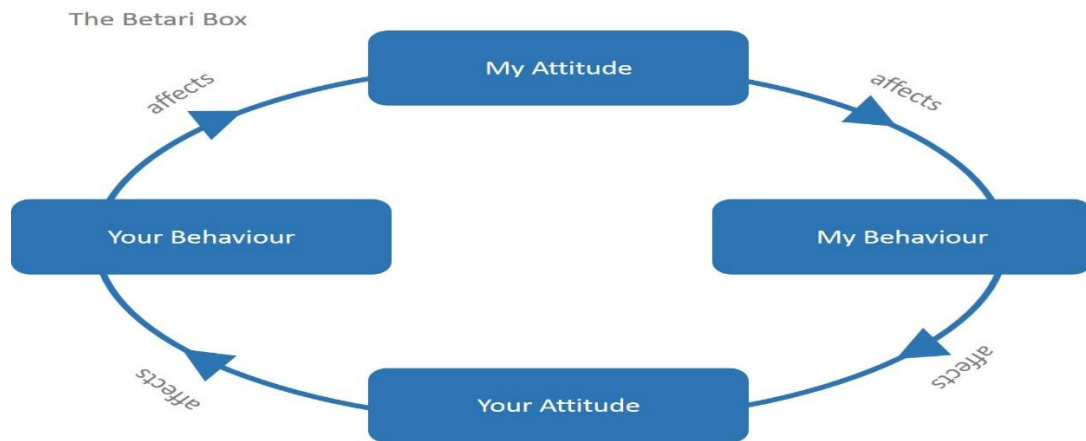 The Betari Box
My Attitude
affects
My Behaviour
affects
Your Attitude
affects
Your Behaviour
affects